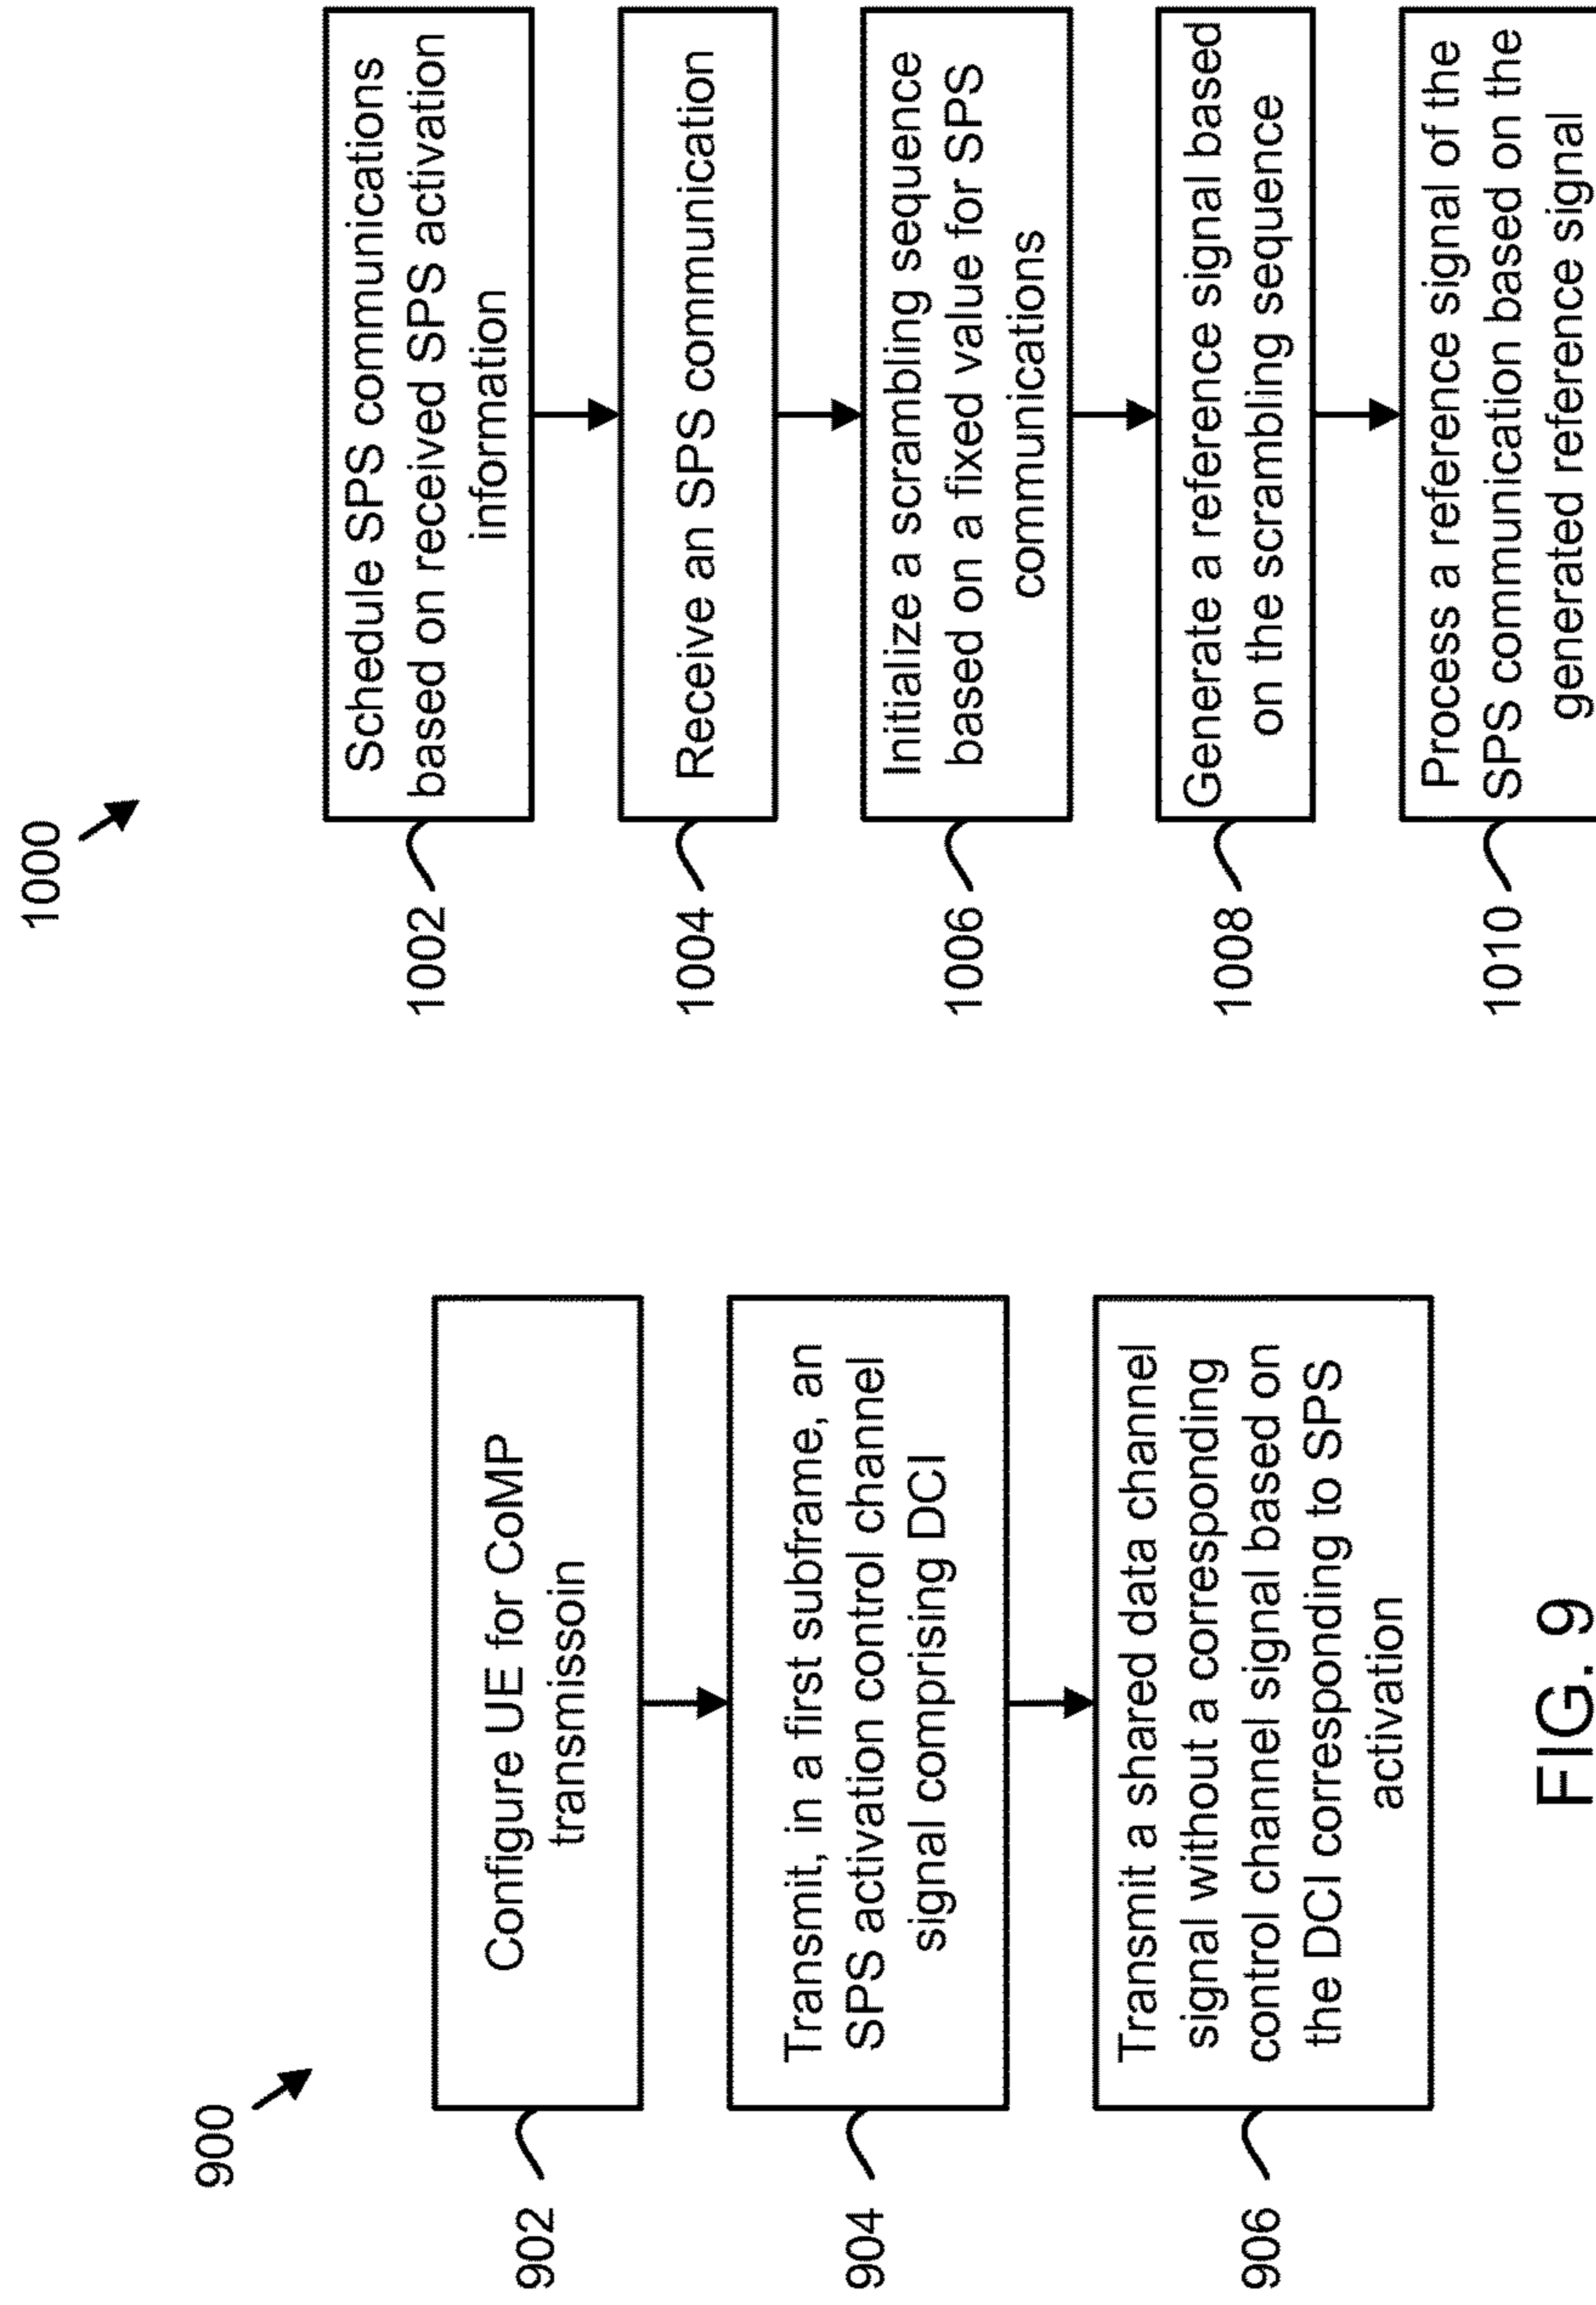 900
902
Configure UE for CoMP
transmissoin
904
Transmit, in a first subframe, an
SPS activation control channel
signal comprising DCI
906
Transmit a shared data channel
signal without a corresponding
control channel signal based on
the DCI corresponding to SPS
activation
FIG. 9
1000
1002
Schedule SPS communications
based on received SPS activation
information
1004
Receive an SPS communication
1006
Initialize a scrambling sequence
based on a fixed value for SPS
communications
1008
Generate a reference signal based
on the scrambling sequence
1010
Process a reference signal of the
SPS communication based on the
generated reference signal